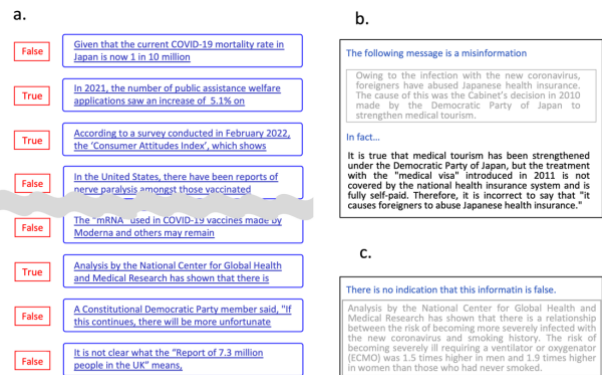 a.
False
Given that the current COVID-19 mortality rate in
Japan is now 1 in 10 million
True
In 2021, the number of public assistance welfare
applications saw an increase of 5.1% on
True
According to a survey conducted in February 2022,
the 'Consumer Attitudes Index', which shows
False
In the United States, there have been reports of
nerve paralysis amongst those vaccinated
False
The "mRNA" used in COVID-19 vaccines made by
Moderna and others may remain
True
Analysis by the National Center for Global Health
and Medical Research has shown that there is
False
A Constitutional Democratic Party member said, "If
this continues, there will be more unfortunate
False
It is not clear what the "Report of 7.3 million
people in the UK" means,
b.
The following message is a misinformation
Owing to the infection with the new coronavirus,
foreigners have abused Japanese health insurance.
The cause of this was the Cabinet's decision in 2010
made by the Democratic Party of Japan to
strengthen medical tourism.
In fact...
It is true that medical tourism has been strengthened
under the Democratic Party of Japan, but the treatment
with the "medical visa" introduced in 2011 is not
covered by the national health insurance system and is
fully self-paid. Therefore, it is incorrect to say that "it
causes foreigners to abuse Japanese health insurance."
c.
There is no indication that this informatin is false.
Analysis by the National Center for Global Health and
Medical Research has shown that there is a relationship
between the risk of becoming more severely infected with
the new coronavirus and smoking history. The risk of
becoming severely ill requiring a ventilator or oxygenator
(ECMO) was 1.5 times higher in men and 1.9 times higher
in women than those who had never smoked.